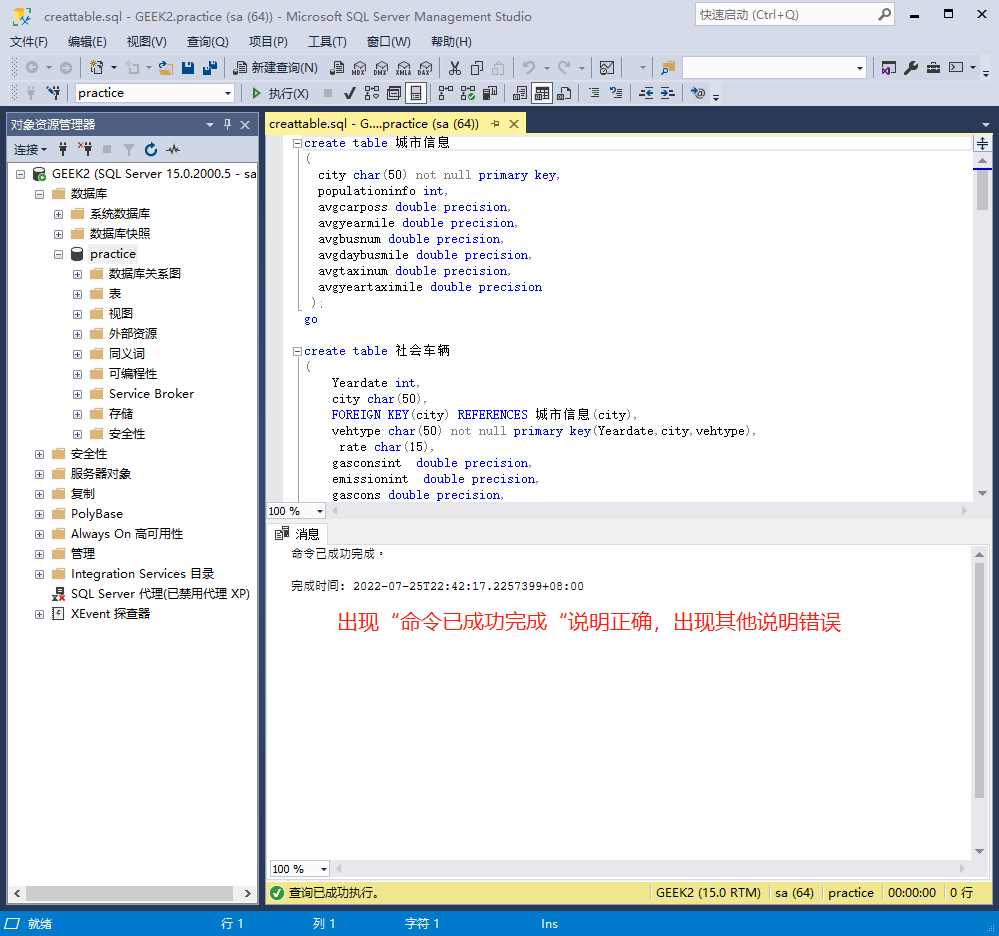 creattable.sql - GEEK2.practice (sa (64)) - Microsoft SQL Server Management Studio
快速启动 (Ctrl+Q)
文件(F) 编辑(E) 视图(V) 查询(Q) 项目(P) 工具(T) 窗口(W) 帮助(H)
新建查询(N) MDX DMX XMLA DAX
practice 执行(X)
对象资源管理器
连接
GEEK2 (SQL Server 15.0.2000.5 - sa
数据库
系统数据库
数据库快照
practice
数据库关系图
表
视图
外部资源
同义词
可编程性
Service Broker
存储
安全性
安全性
服务器对象
复制
PolyBase
Always On 高可用性
管理
Integration Services 目录
SQL Server 代理(已禁用代理 XP)
XEvent 探查器
creattable.sql - G....practice (sa (64))
create table 城市信息
(
city char(50) not null primary key,
populationinfo int,
avgcarposs double precision,
avgyearmile double precision,
avgbusnum double precision,
avgdaybusmile double precision,
avgtaxinum double precision,
avgyeartaximile double precision
);
go
create table 社会车辆
(
Yeardate int,
city char(50),
FOREIGN KEY(city) REFERENCES 城市信息(city),
vehtype char(50) not null primary key(Yeardate,city,vehtype),
rate char(15),
gasconsint double precision,
emissionint double precision,
gascons double precision,
100 %
消息
命令已成功完成。
完成时间: 2022-07-25T22:42:17.2257399+08:00
出现“命令已成功完成“说明正确，出现其他说明错误
100 %
查询已成功执行。 GEEK2 (15.0 RTM) sa (64) practice 00:00:00 0 行
就绪 行 1 列 1 字符 1 Ins